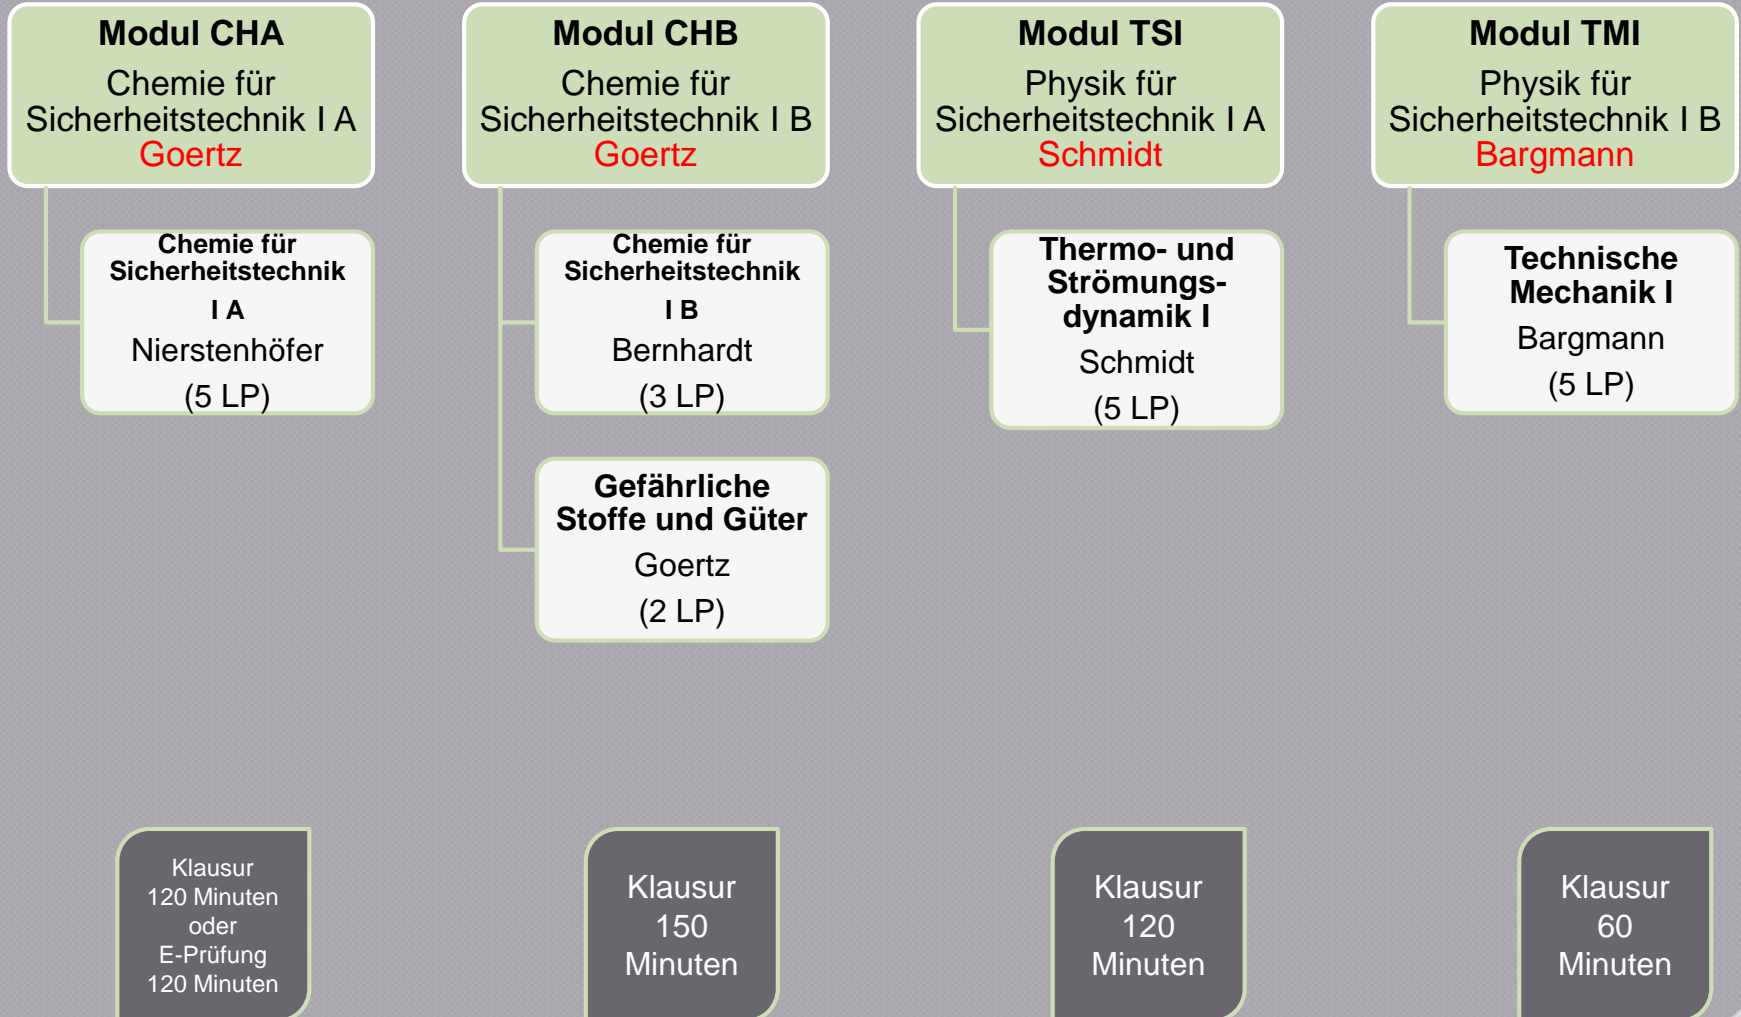 Modul CHA
Chemie für
Sicherheitstechnik I A
Goertz
Chemie für
Sicherheitstechnik
I A
Nierstenhöfer
(5 LP)
Modul CHB
Chemie für
Sicherheitstechnik I B
Goertz
Chemie für
Sicherheitstechnik
I B
Bernhardt
(3 LP)
Gefährliche
Stoffe und Güter
Goertz
(2 LP)
Modul TSI
Physik für
Sicherheitstechnik I A
Schmidt
Thermo- und
Strömungs-
dynamik I
Schmidt
(5 LP)
Modul TMI
Physik für
Sicherheitstechnik I B
Bargmann
Technische
Mechanik I
Bargmann
(5 LP)
Klausur
120 Minuten
oder
E-Prüfung
120 Minuten
Klausur
150
Minuten
Klausur
120
Minuten
Klausur
60
Minuten